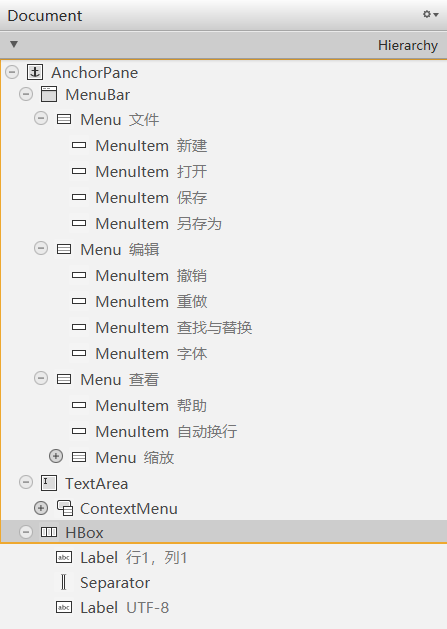 Document
Hierarchy
AnchorPane
MenuBar
Menu 文件
MenuItem 新建
MenuItem 打开
MenuItem 保存
MenuItem 另存为
Menu 编辑
MenuItem 撤销
MenuItem 重做
MenuItem 查找与替换
MenuItem 字体
Menu 查看
MenuItem 帮助
MenuItem 自动换行
Menu 缩放
TextArea
ContextMenu
HBox
abc Label 行1，列1
Separator
abc Label UTF-8